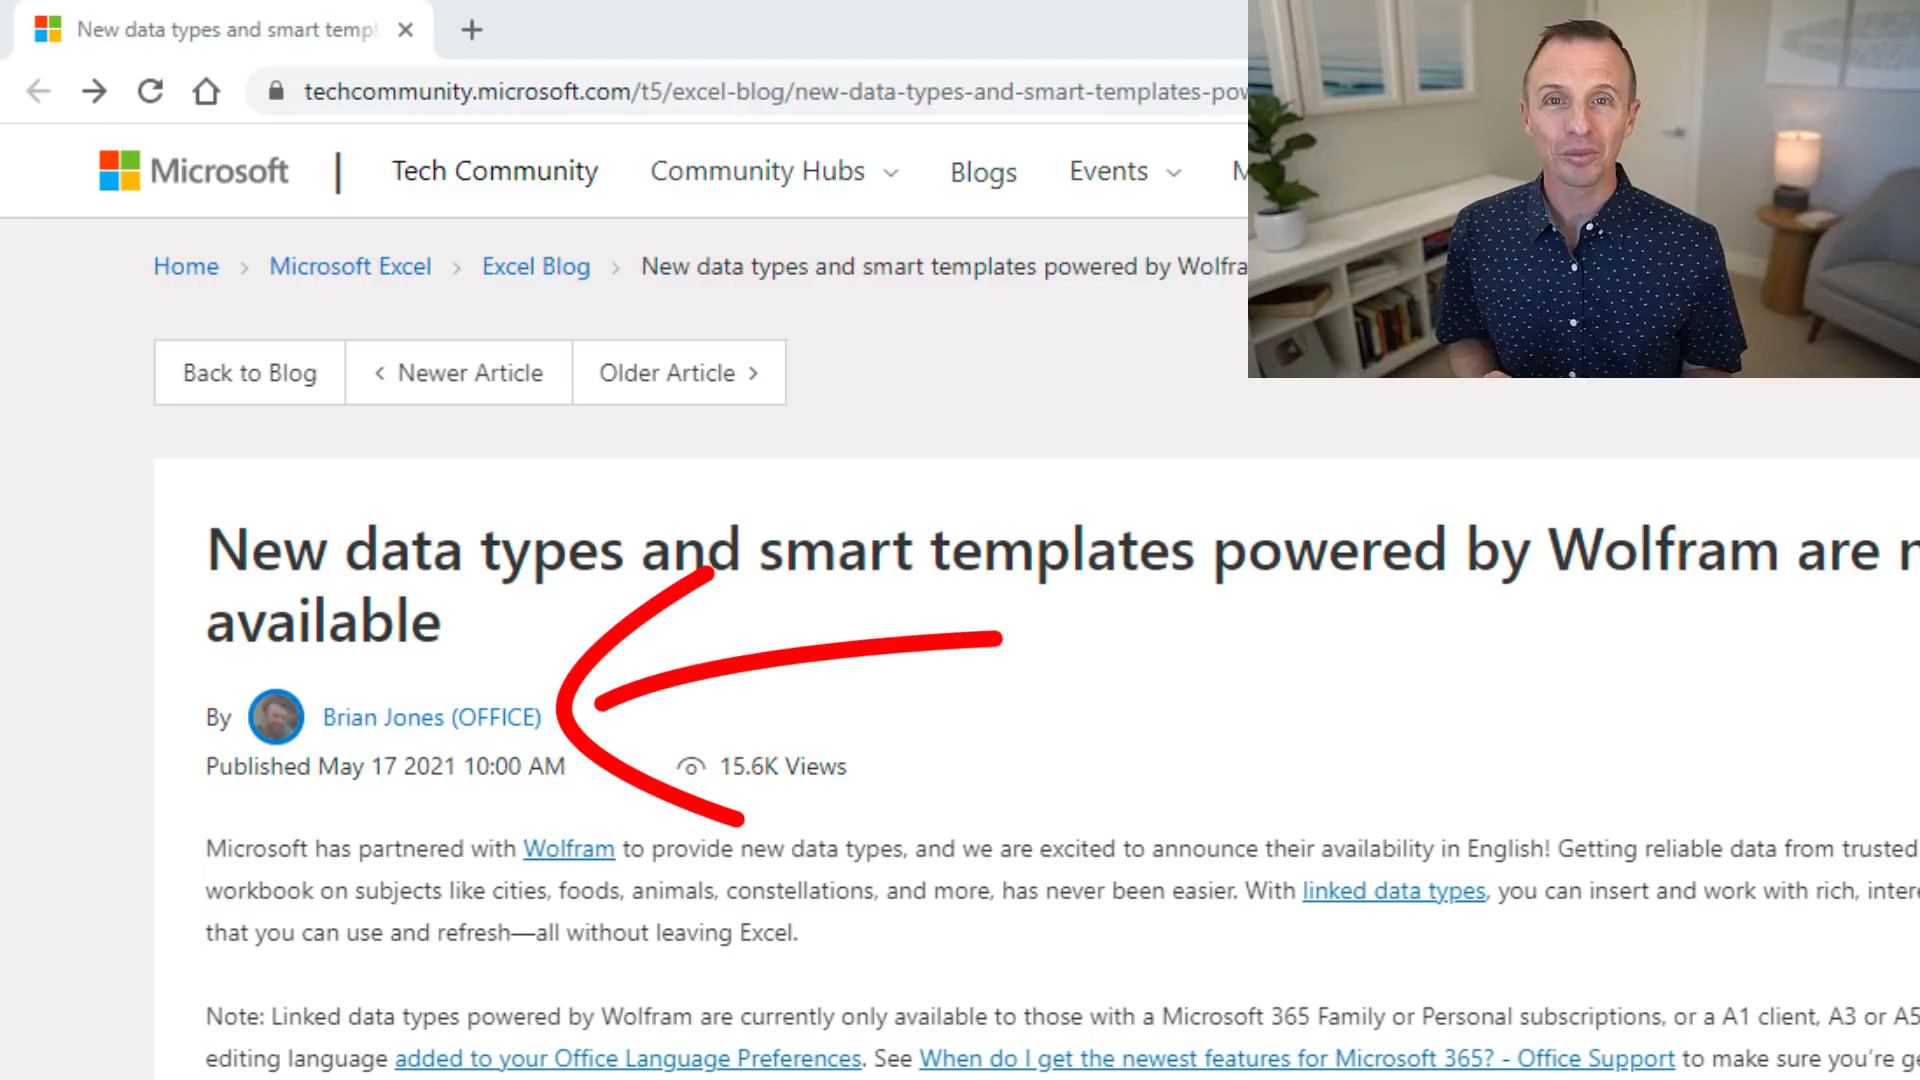 New data types and smart templ
techcommunity.microsoft.com/t5/excel-blog/new-data-types-and-smart-templates-pow
Microsoft | Tech Community Community Hubs Blogs Events M
Home > Microsoft Excel > Excel Blog > New data types and smart templates powered by Wolfra
Back to Blog < Newer Article Older Article >
New data types and smart templates powered by Wolfram are n
available
By Brian Jones (OFFICE)
Published May 17 2021 10:00 AM 15.6K Views
Microsoft has partnered with Wolfram to provide new data types, and we are excited to announce their availability in English! Getting reliable data from trusted
workbook on subjects like cities, foods, animals, constellations, and more, has never been easier. With linked data types, you can insert and work with rich, inter
that you can use and refresh—all without leaving Excel.
Note: Linked data types powered by Wolfram are currently only available to those with a Microsoft 365 Family or Personal subscriptions, or a A1 client, A3 or A5
editing language added to your Office Language Preferences. See When do I get the newest features for Microsoft 365? - Office Support to make sure you're ge